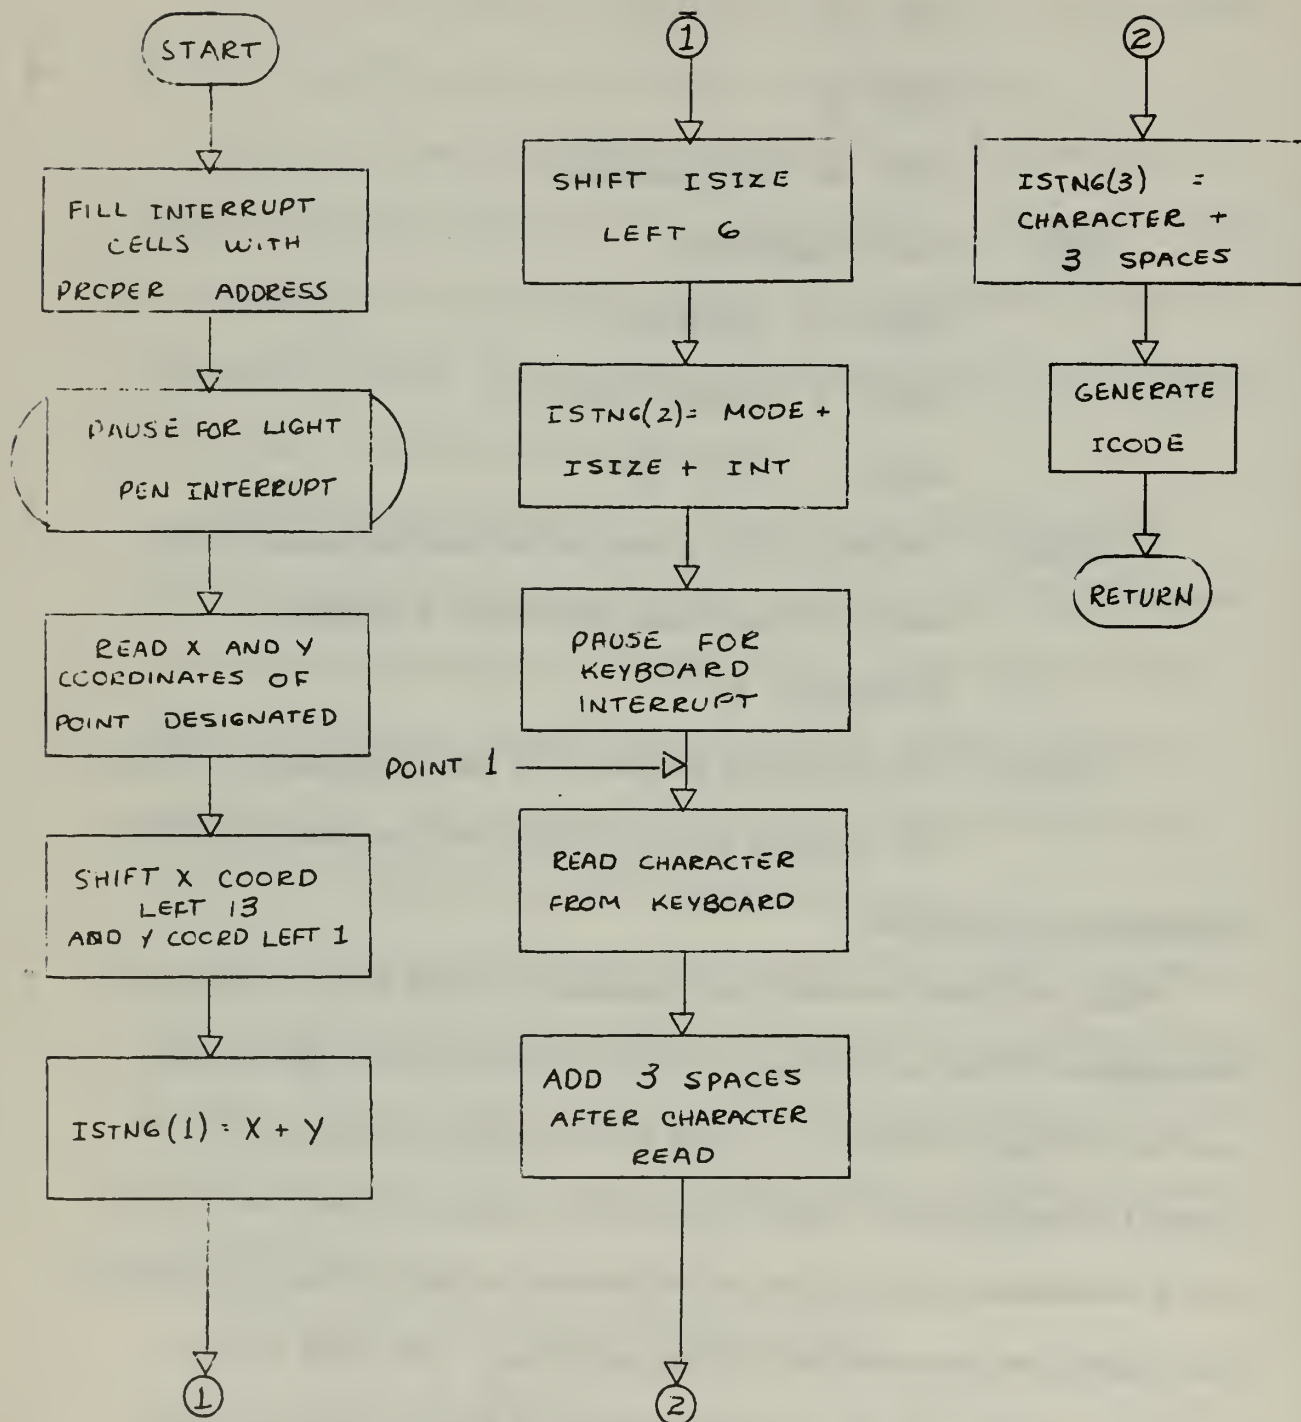 START
FILL INTERRUPT
CELLS WITH
PROPER ADDRESS
PAUSE FOR LIGHT
PEN INTERRUPT
READ X AND Y
COORDINATES OF
POINT DESIGNATED
SHIFT X COORD
LEFT 13
AND Y COORD LEFT 1
ISTNG(1) = X + Y
1
1
SHIFT ISIZE
LEFT 6
ISTNG(2) = MODE +
ISIZE + INT
PAUSE FOR
KEYBOARD
INTERRUPT
POINT 1
READ CHARACTER
FROM KEYBOARD
ADD 3 SPACES
AFTER CHARACTER
READ
2
2
ISTNG(3) =
CHARACTER +
3 SPACES
GENERATE
ICODE
RETURN